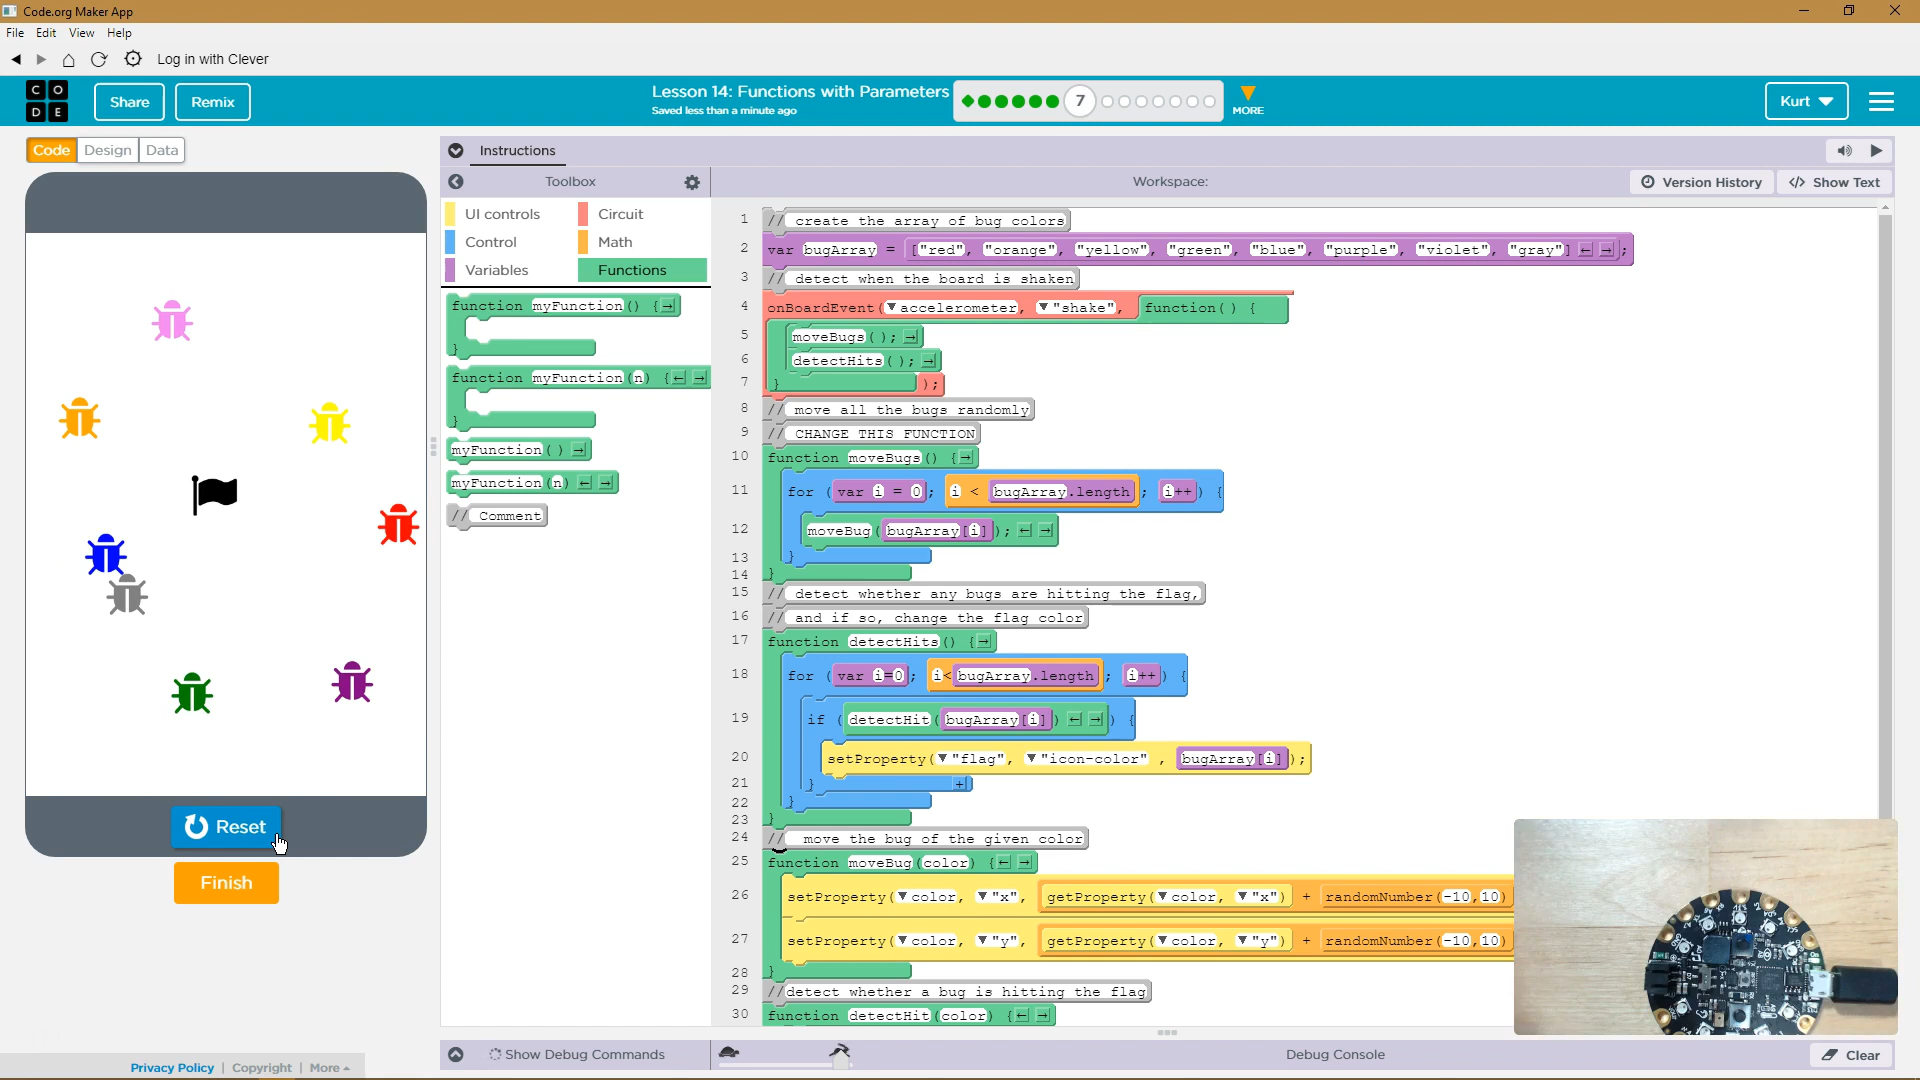 Code.org Maker App
File Edit View Help
Log in with Clever
C O
D E
Share
Remix
Lesson 14: Functions with Parameters
Saved less than a minute ago
7
MORE
Kurt
Code
Design
Data
Instructions
Toolbox
Workspace:
Version History
</> Show Text
UI controls
Circuit
Control
Math
Variables
Functions
function myFunction() {
}
function myFunction(n) {
}
myFunction()
myFunction(n)
// Comment
1 // create the array of bug colors
2 var bugArray = ["red", "orange", "yellow", "green", "blue", "purple", "violet", "gray"];
3 // detect when the board is shaken
4 onBoardEvent(accelerometer, "shake", function() {
5 moveBugs();
6 detectHits();
7 });
8 // move all the bugs randomly
9 // CHANGE THIS FUNCTION
10 function moveBugs() {
11 for (var i = 0; i < bugArray.length; i++) {
12 moveBug(bugArray[i]);
13 }
14 }
15 // detect whether any bugs are hitting the flag,
16 // and if so, change the flag color
17 function detectHits() {
18 for (var i=0; i<bugArray.length; i++) {
19 if (detectHit(bugArray[i])) {
20 setProperty("flag", "icon-color", bugArray[i]);
21 }
22 }
23 }
24 // move the bug of the given color
25 function moveBug(color) {
26 setProperty(color, "x", getProperty(color, "x") + randomNumber(-10,10)
27 setProperty(color, "y", getProperty(color, "y") + randomNumber(-10,10)
28 }
29 //detect whether a bug is hitting the flag
30 function detectHit(color) {
Reset
Finish
Show Debug Commands
Debug Console
Clear
Privacy Policy | Copyright | More